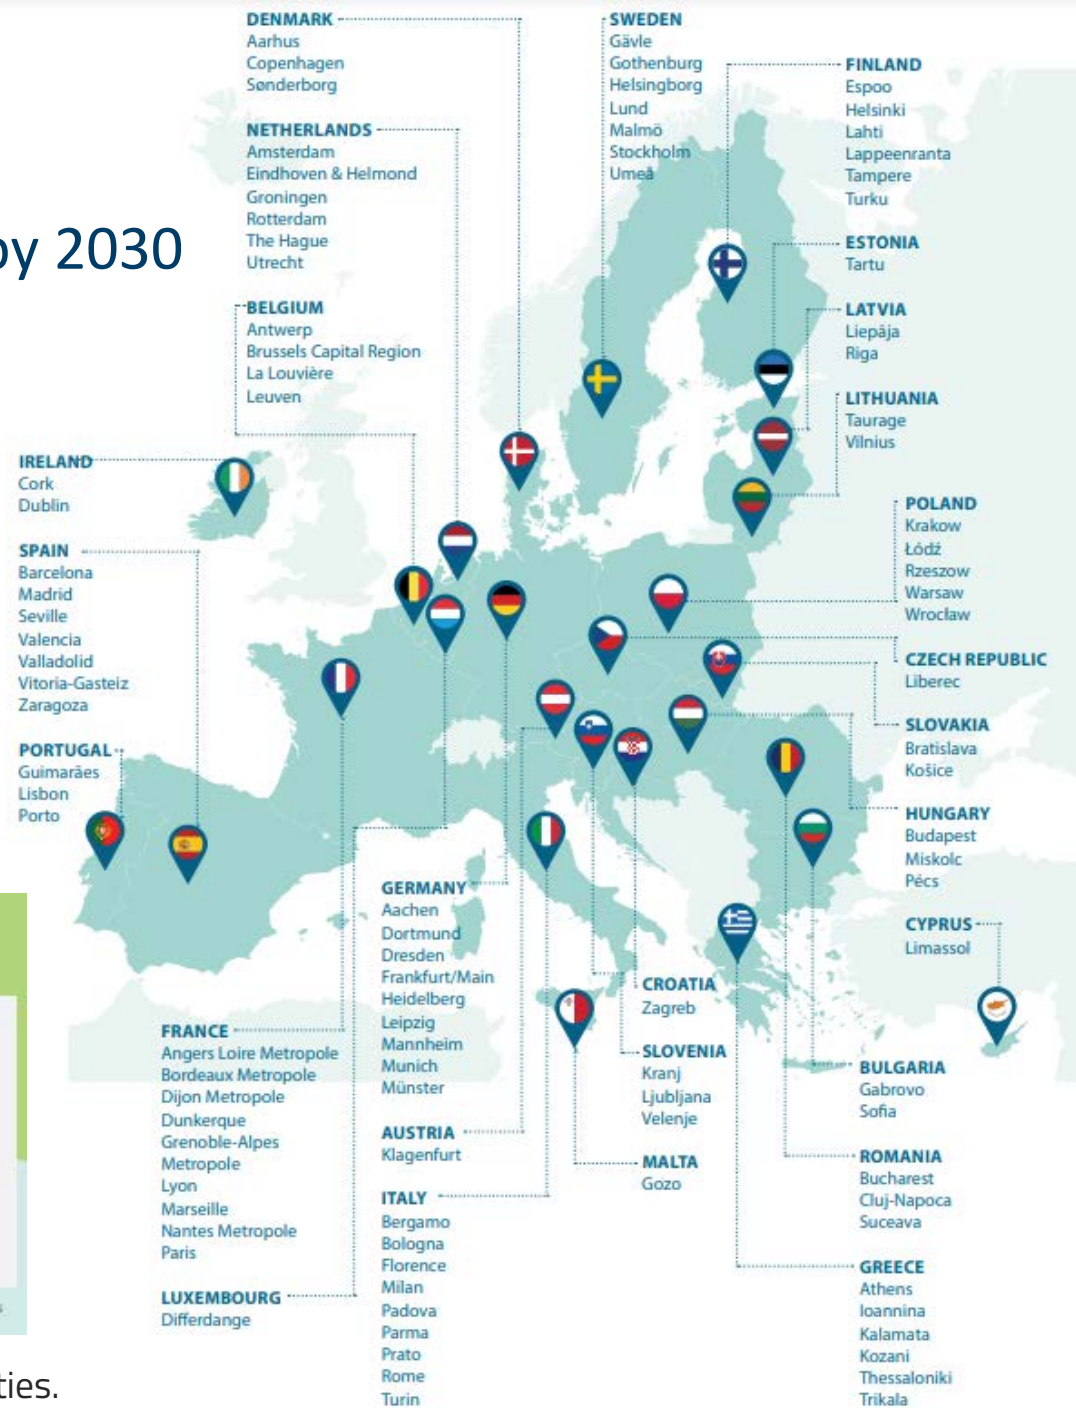 by 2030
DENMARK
Aarhus
Copenhagen
Sønderborg
NETHERLANDS
Amsterdam
Eindhoven & Helmond
Groningen
Rotterdam
The Hague
Utrecht
BELGIUM
Antwerp
Brussels Capital Region
La Louvière
Leuven
SWEDEN
Gävle
Gothenburg
Helsingborg
Lund
Malmö
Stockholm
Umeå
FINLAND
Espoo
Helsinki
Lahti
Lappeenranta
Tampere
Turku
ESTONIA
Tartu
LATVIA
Liepāja
Riga
LITHUANIA
Taurage
Vilnius
IRELAND
Cork
Dublin
SPAIN
Barcelona
Madrid
Seville
Valencia
Valladolid
Vitoria-Gasteiz
Zaragoza
PORTUGAL
Guimarães
Lisbon
Porto
POLAND
Krakow
Łódź
Rzeszow
Warsaw
Wrocław
CZECH REPUBLIC
Liberec
SLOVAKIA
Bratislava
Košice
HUNGARY
Budapest
Miskolc
Pécs
CYPRUS
Limassol
GERMANY
Aachen
Dortmund
Dresden
Frankfurt/Main
Heidelberg
Leipzig
Mannheim
Munich
Münster
FRANCE
Angers Loire Metropole
Bordeaux Metropole
Dijon Metropole
Dunkerque
Grenoble-Alpes
Metropole
Lyon
Marseille
Nantes Metropole
Paris
LUXEMBOURG
Differdange
AUSTRIA
Klagenfurt
ITALY
Bergamo
Bologna
Florence
Milan
Padova
Parma
Prato
Rome
Turin
CROATIA
Zagreb
SLOVENIA
Kranj
Ljubljana
Velenje
MALTA
Gozo
BULGARIA
Gabrovo
Sofia
ROMANIA
Bucharest
Cluj-Napoca
Suceava
GREECE
Athens
Ioannina
Kalamata
Kozani
Thessaloniki
Trikala
ties.